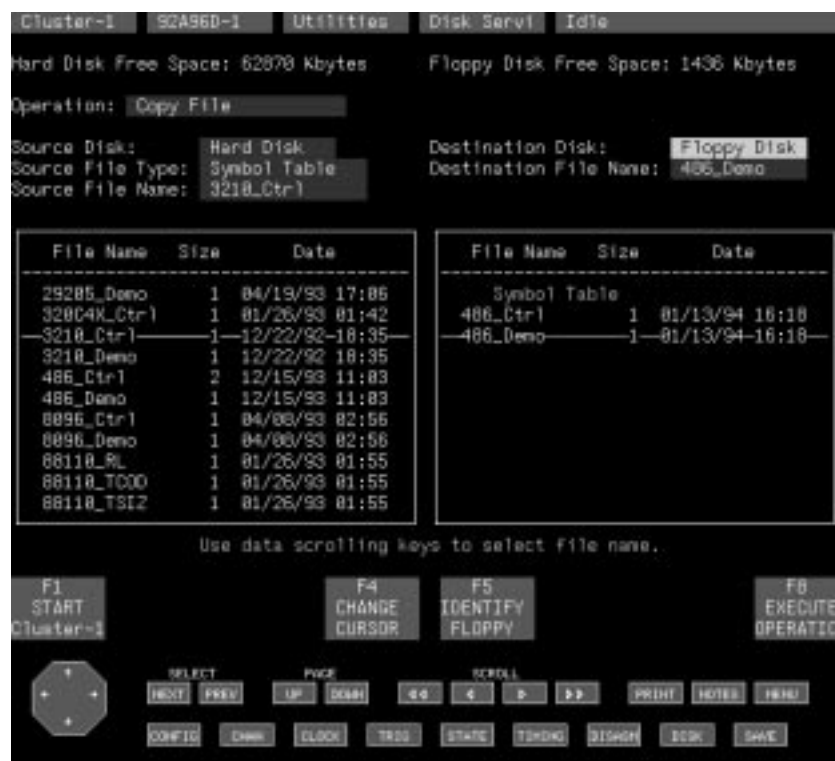 Cluster-1 92A96D-1 Utilities Disk Servi Idle
Hard Disk Free Space: 62870 Kbytes Floppy Disk Free Space: 1436 Kbytes
Operation: Copy File
Source Disk: Hard Disk Destination Disk: Floppy Disk
Source File Type: Symbol Table Destination File Name: 486_Demo
Source File Name: 3210_Ctrl
File Name Size Date File Name Size Date
29205_Demo 1 04/19/93 17:06 Symbol Table
320C4X_Ctrl 1 01/26/93 01:42 486_Ctrl 1 01/13/94 16:18
3210_Ctrl 1 12/22/92 18:35 486_Demo 1 01/13/94 16:18
3210_Demo 1 12/22/92 18:35
486_Ctrl 2 12/15/93 11:03
486_Demo 1 12/15/93 11:03
8096_Ctrl 1 04/08/93 02:56
8096_Demo 1 04/08/93 02:56
88110_RL 1 01/26/93 01:55
88110_TCOD 1 01/26/93 01:55
88110_TSIZ 1 01/26/93 01:55
Use data scrolling keys to select file name.
F1 F4 F5 F8
START CHANGE IDENTIFY EXECUTE
Cluster-1 CURSOR FLOPPY OPERATIO
SELECT PAGE SCROLL
NEXT PREV UP DOWN PRINT NOTES MENU
CONFIG CHAN CLOCK TRIG STATE TIMING DISASM DISK SAVE